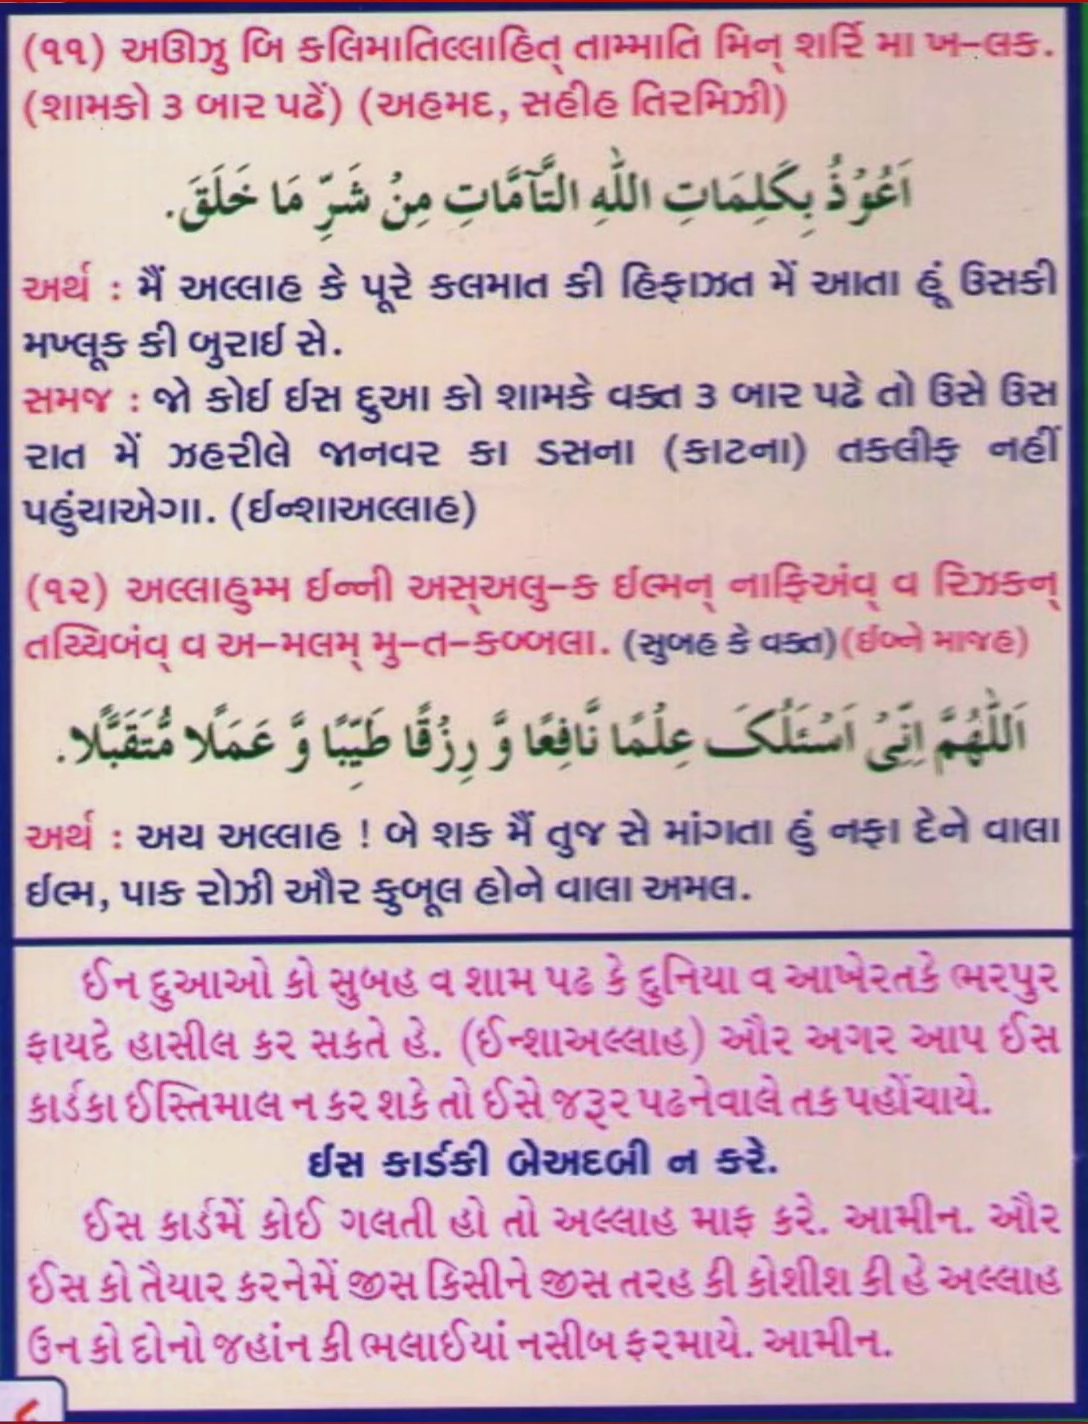 (૧૧) અઊઝુ બિ કલિમાતિલ્લાહિત્ તામ્માતિ મિન્ શર્રિ મા ખ-લક.
(શામકો ૩ બાર પઢેં) (અહમદ, સહીહ તિરમિઝી)
اَعُوْذُ بِكَلِمَاتِ اللّٰهِ التَّآمَّاتِ مِنْ شَرِّ مَا خَلَقَ.
અર્થ : મૈં અલ્લાહ કે પૂરે કલમાત કી હિફાઝત મેં આતા હૂં ઉસકી
મખ્લૂક કી બુરાઈ સે.
સમજ : જો કોઈ ઈસ દુઆ કો શામકે વક્ત ૩ બાર પઢે તો ઉસે ઉસ
રાત મેં ઝહરીલે જાનવર કા ડસના (કાટના) તકલીફ નહીં
પહુંચાએગા. (ઈન્શાઅલ્લાહ)
(૧૨) અલ્લાહુમ્મ ઈન્ની અસ્અલુ-ક ઈલ્મન્ નાફિઅંવ્ વ રિઝકન્
તય્યિબંવ્ વ અ-મલમ્ મુ-ત-કબ્બલા. (સુબહ કે વક્ત)(ઈબ્ને માજહ)
اَللّٰهُمَّ اِنِّیْ اَسْئَلُکَ عِلْمًا نَّافِعًا وَّ رِزْقًا طَيِّبًا وَّ عَمَلًا مُّتَقَبَّلًا.
અર્થ : અય અલ્લાહ ! બે શક મૈં તુજ સે માંગતા હું નફા દેને વાલા
ઈલ્મ, પાક રોઝી ઔર કુબૂલ હોને વાલા અમલ.
ઈન દુઆઓ કો સુબહ વ શામ પઢ કે દુનિયા વ આખેરતકે ભરપુર
ફાયદે હાસીલ કર સકતે હે. (ઈન્શાઅલ્લાહ) ઔર અગર આપ ઈસ
કાર્ડકા ઈસ્તિમાલ ન કર શકે તો ઈસે જરૂર પઢનેવાલે તક પહોંચાયે.
ઈસ કાર્ડકી બેઅદબી ન કરે.
ઈસ કાર્ડમેં કોઈ ગલતી હો તો અલ્લાહ માફ કરે. આમીન. ઔર
ઈસ કો તૈયાર કરનેમેં જીસ કિસીને જીસ તરહ કી કોશીશ કી હે અલ્લાહ
ઉન કો દોનો જહાંન કી ભલાઈયાં નસીબ ફરમાયે. આમીન.